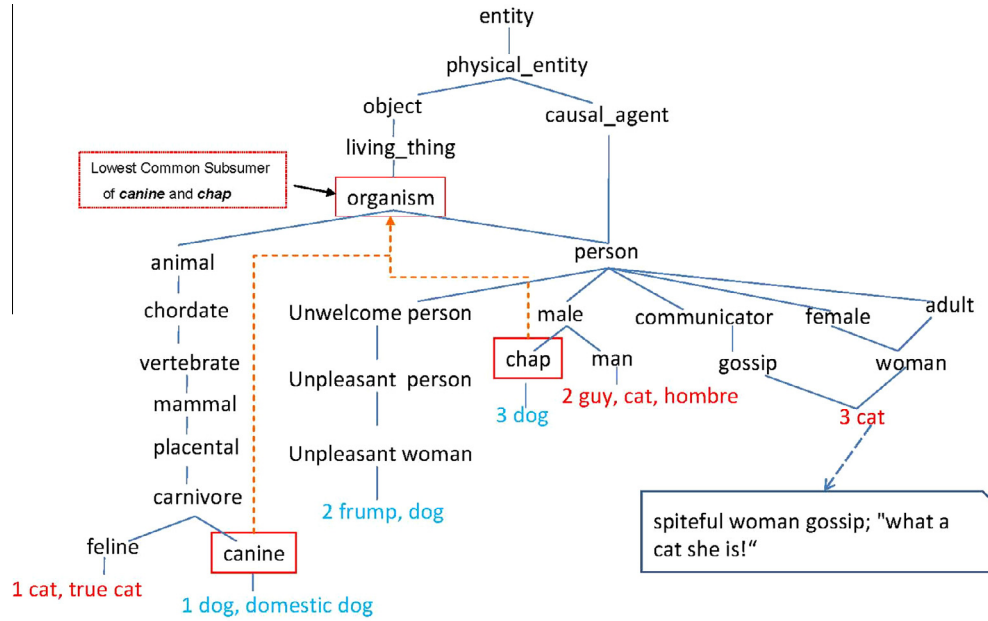 entity
physical_entity
object
causal_agent
living_thing
Lowest Common Subsumer
of canine and chap
organism
animal
person
chordate
Unwelcome person
male
communicator
female
adult
vertebrate
chap
man
gossip
woman
Unpleasant person
mammal
3 dog
2 guy, cat, hombre
3 cat
placental
Unpleasant woman
carnivore
2 frump, dog
feline
canine
spiteful woman gossip; "what a
cat she is!“
1 cat, true cat
1 dog, domestic dog